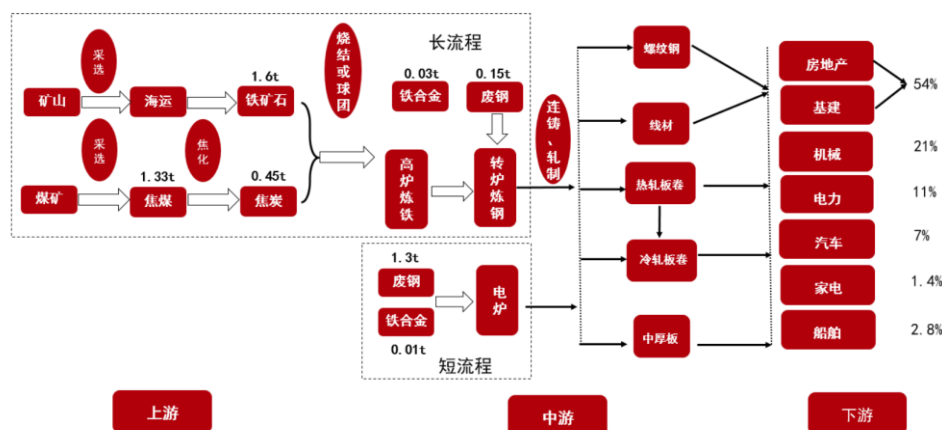 长流程
采选
矿山
海运
1.6t
铁矿石
烧结或球团
采选
焦化
煤矿
1.33t
焦煤
0.45t
焦炭
0.03t
铁合金
0.15t
废钢
高炉炼铁
转炉炼钢
连铸、轧制
1.3t
废钢
铁合金
0.01t
电炉
短流程
螺纹钢
线材
热轧板卷
冷轧板卷
中厚板
房地产
基建
54%
机械
21%
电力
11%
汽车
7%
家电
1.4%
船舶
2.8%
上游
中游
下游